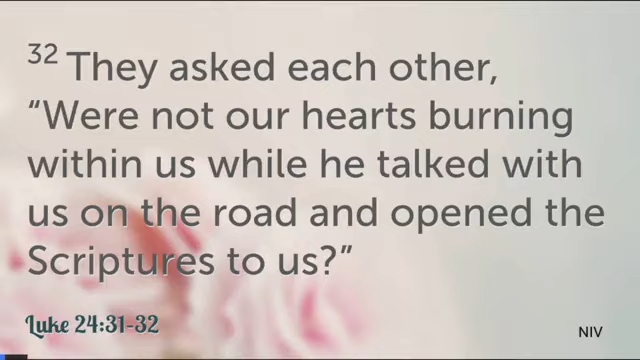 32 They asked each other,
“Were not our hearts burning
within us while he talked with
us on the road and opened the
Scriptures to us?”
Luke 24:31-32
NIV